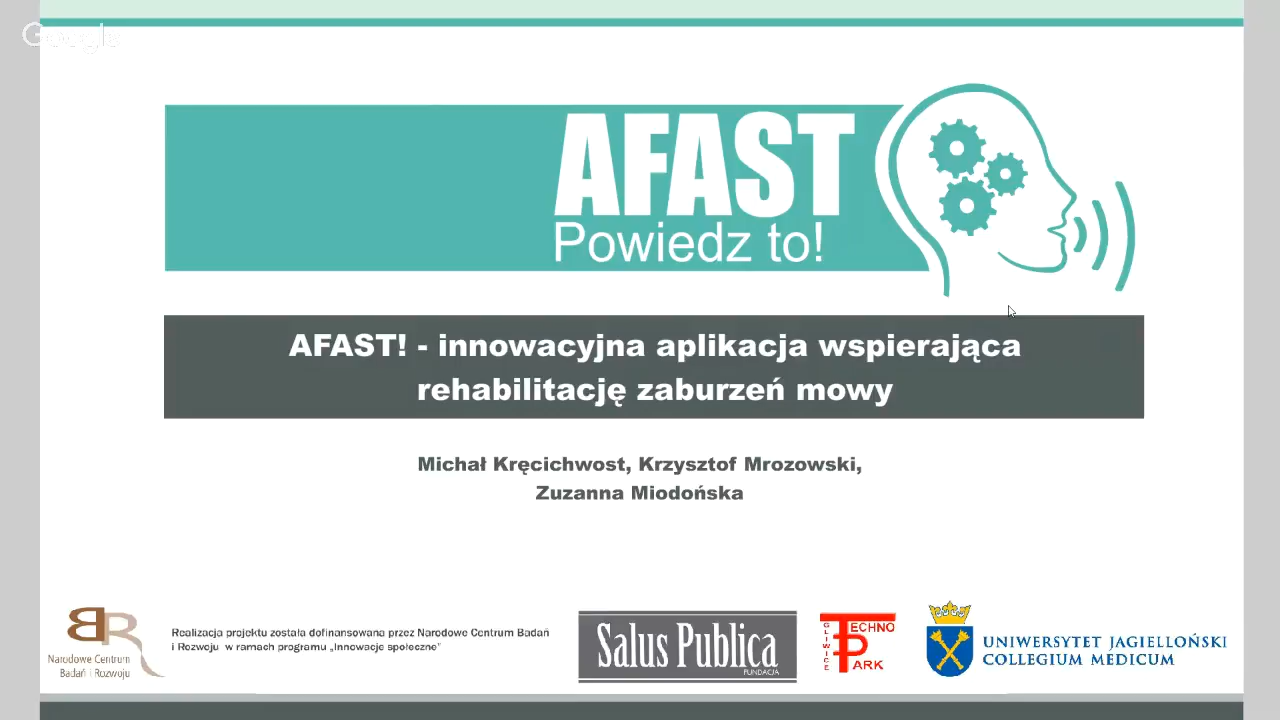 Google
AFAST
Powiedz to!
AFAST! - innowacyjna aplikacja wspierająca
rehabilitację zaburzeń mowy
Michał Kręcichwost, Krzysztof Mrozowski,
Zuzanna Miodońska
BR
Narodowe Centrum
Badań i Rozwoju
Realizacja projektu została dofinansowana przez Narodowe Centrum Badań
i Rozwoju w ramach programu „Innowacje społeczne”
Salus Publica
FUNDACJA
GLIWICE
TECHNO
PARK
UNIWERSYTET JAGIELLOŃSKI
COLLEGIUM MEDICUM